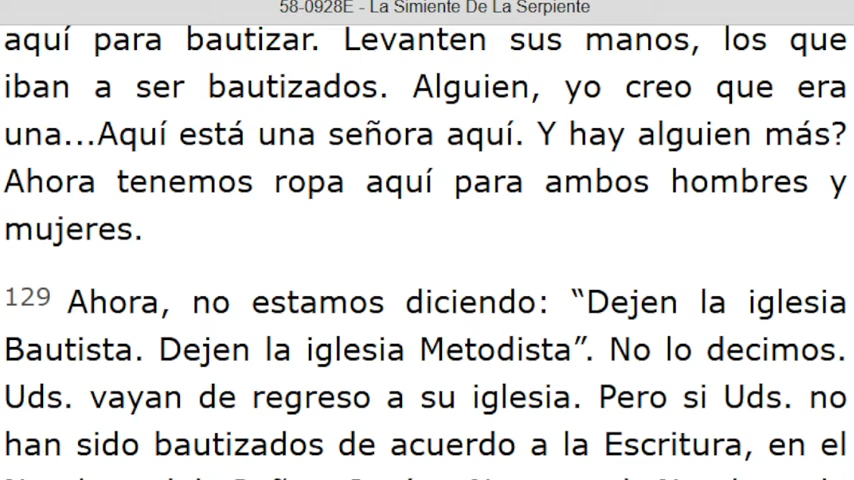 58-0928E - La Simiente De La Serpiente
aquí para bautizar. Levanten sus manos, los que
iban a ser bautizados. Alguien, yo creo que era
una...Aquí está una señora aquí. Y hay alguien más?
Ahora tenemos ropa aquí para ambos hombres y
mujeres.
129 Ahora, no estamos diciendo: “Dejen la iglesia
Bautista. Dejen la iglesia Metodista”. No lo decimos.
Uds. vayan de regreso a su iglesia. Pero si Uds. no
han sido bautizados de acuerdo a la Escritura, en el